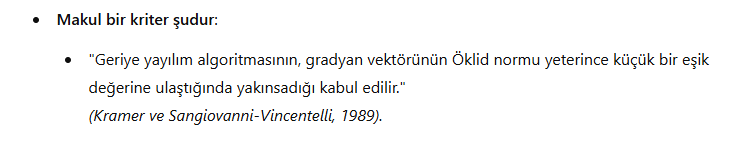 • Makul bir kriter şudur:
• "Geriye yayılım algoritmasının, gradyan vektörünün Öklid normu yeterince küçük bir eşik
değerine ulaştığında yakınsadığı kabul edilir."
(Kramer ve Sangiovanni-Vincentelli, 1989).